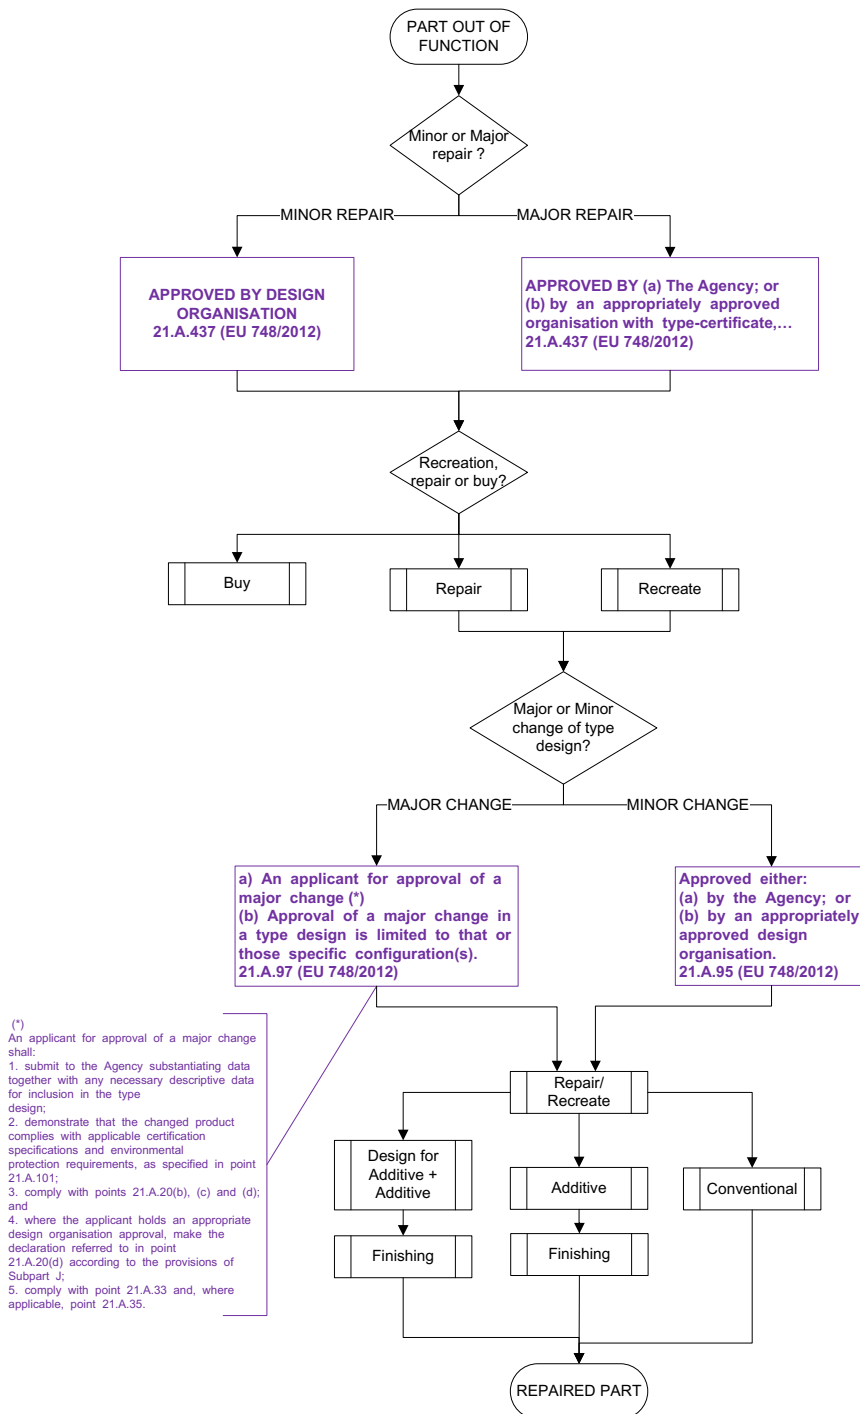 PART OUT OF
FUNCTION
Minor or Major
repair ?
MINOR REPAIR
MAJOR REPAIR
APPROVED BY DESIGN
ORGANISATION
21.A.437 (EU 748/2012)
APPROVED BY (a) The Agency; or
(b) by an appropriately approved
organisation with type-certificate,...
21.A.437 (EU 748/2012)
Recreation,
repair or buy?
Buy
Repair
Recreate
Major or Minor
change of type
design?
MAJOR CHANGE
MINOR CHANGE
a) An applicant for approval of a
major change (*)
(b) Approval of a major change in
a type design is limited to that or
those specific configuration(s).
21.A.97 (EU 748/2012)
Approved either:
(a) by the Agency; or
(b) by an appropriately
approved design
organisation.
21.A.95 (EU 748/2012)
(*)
An applicant for approval of a major change
shall:
1. submit to the Agency substantiating data
together with any necessary descriptive data
for inclusion in the type
design;
2. demonstrate that the changed product
complies with applicable certification
specifications and environmental
protection requirements, as specified in point
21.A.101;
3. comply with points 21.A.20(b), (c) and (d);
and
4. where the applicant holds an appropriate
design organisation approval, make the
declaration referred to in point
21.A.20(d) according to the provisions of
Subpart J;
5. comply with point 21.A.33 and, where
applicable, point 21.A.35.
Repair/
Recreate
Design for
Additive +
Additive
Additive
Conventional
Finishing
Finishing
REPAIRED PART